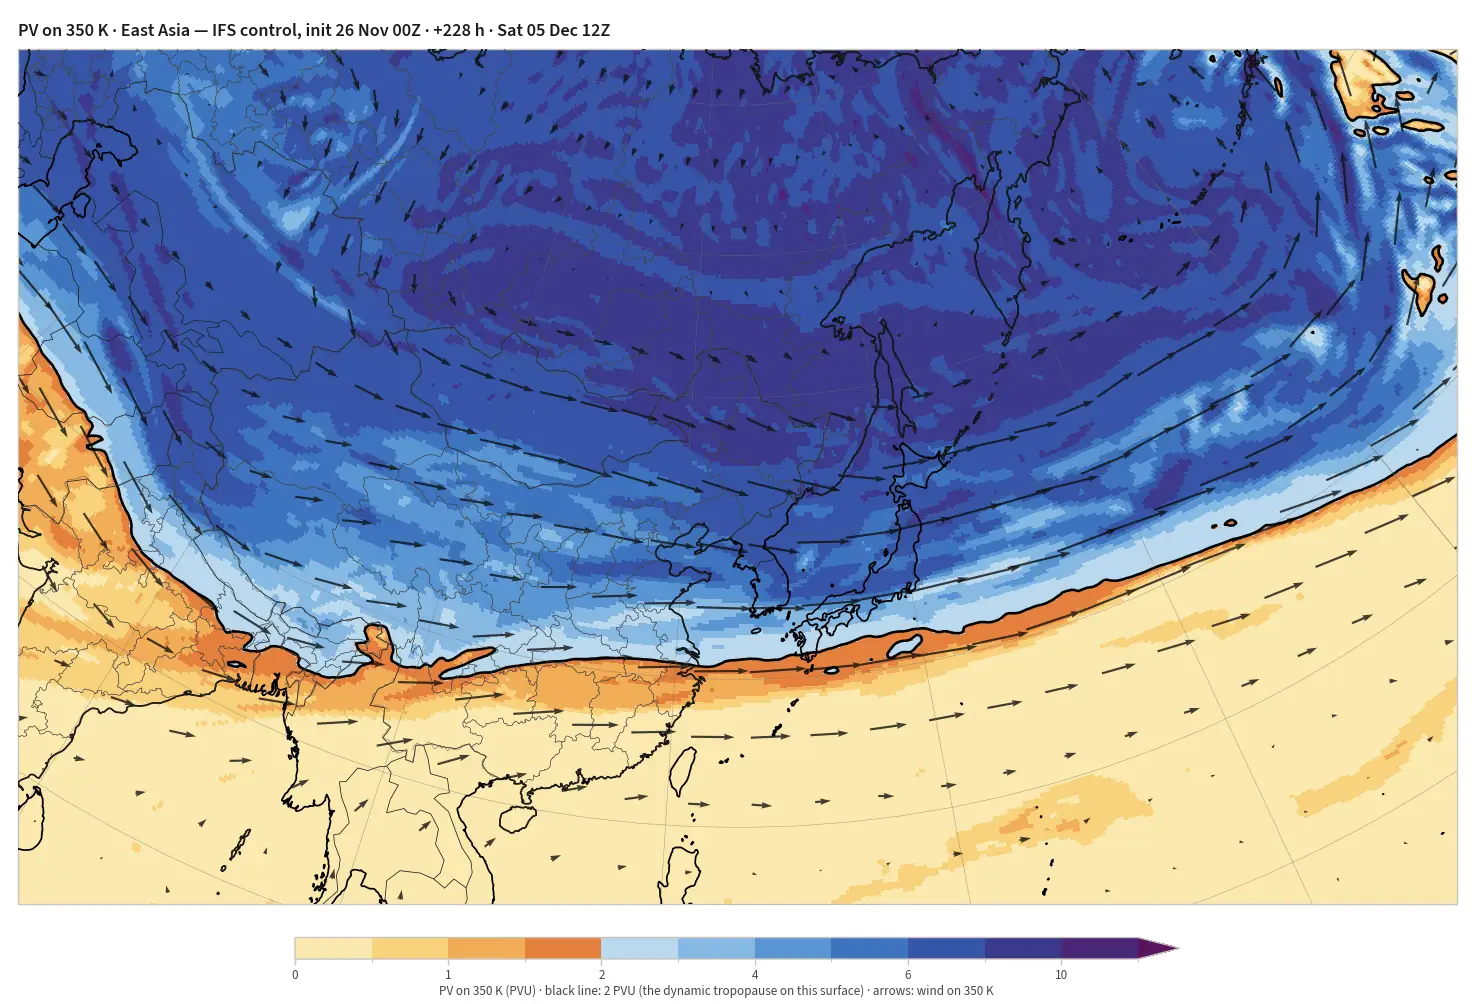 PV on 350 K · East Asia — IFS control, init 26 Nov 00Z · +228 h · Sat 05 Dec 12Z
0 1 2 4 6 10
PV on 350 K (PVU) · black line: 2 PVU (the dynamic tropopause on this surface) · arrows: wind on 350 K